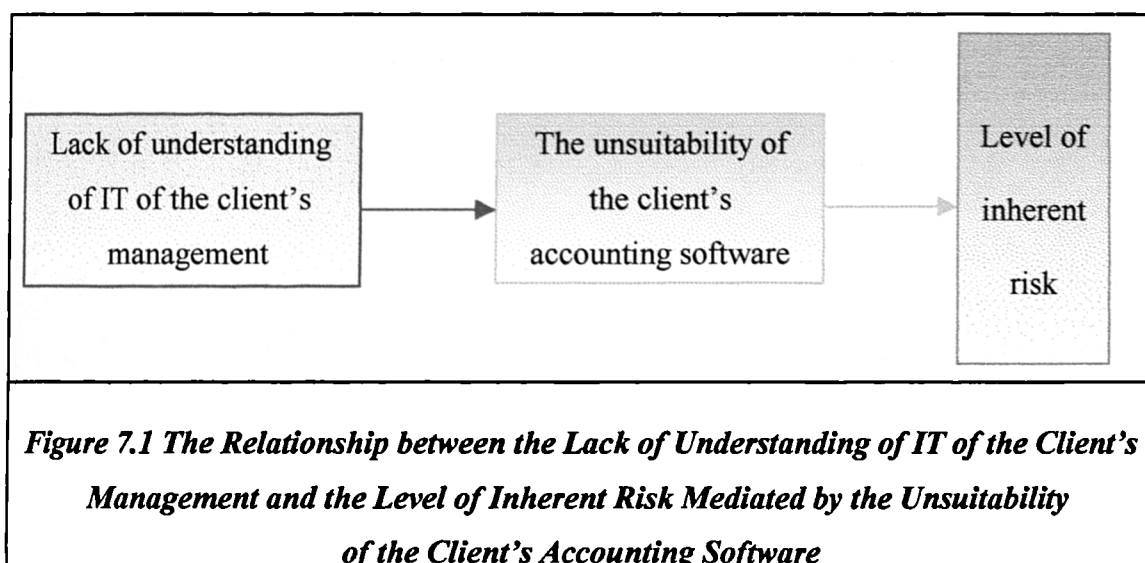 Lack of understanding
of IT of the client's
management
The unsuitability of
the client's
accounting software
Level of
inherent
risk
Figure 7.1 The Relationship between the Lack of Understanding of IT of the Client's
Management and the Level of Inherent Risk Mediated by the Unsuitability
of the Client's Accounting Software